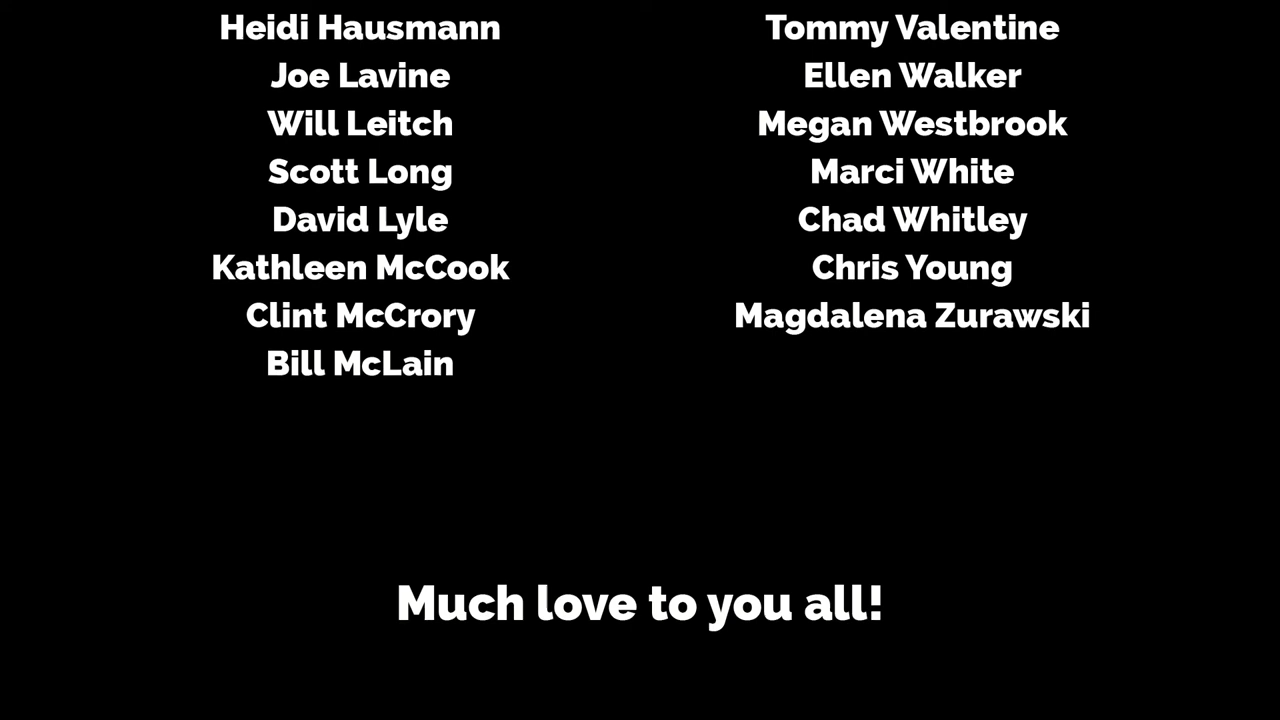 Heidi Hausmann
Joe Lavine
Will Leitch
Scott Long
David Lyle
Kathleen McCook
Clint McCrory
Bill McLain
Tommy Valentine
Ellen Walker
Megan Westbrook
Marci White
Chad Whitley
Chris Young
Magdalena Zurawski
Much love to you all!